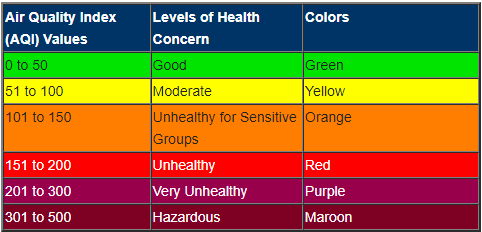 Air Quality Index Levels of Health Colors
(AQI) Values Concern
0 to 50 Good Green
51 to 100 Moderate Yellow
101 to 150 Unhealthy for Sensitive Orange
Groups
151 to 200 Unhealthy Red
201 to 300 Very Unhealthy Purple
301 to 500 Hazardous Maroon